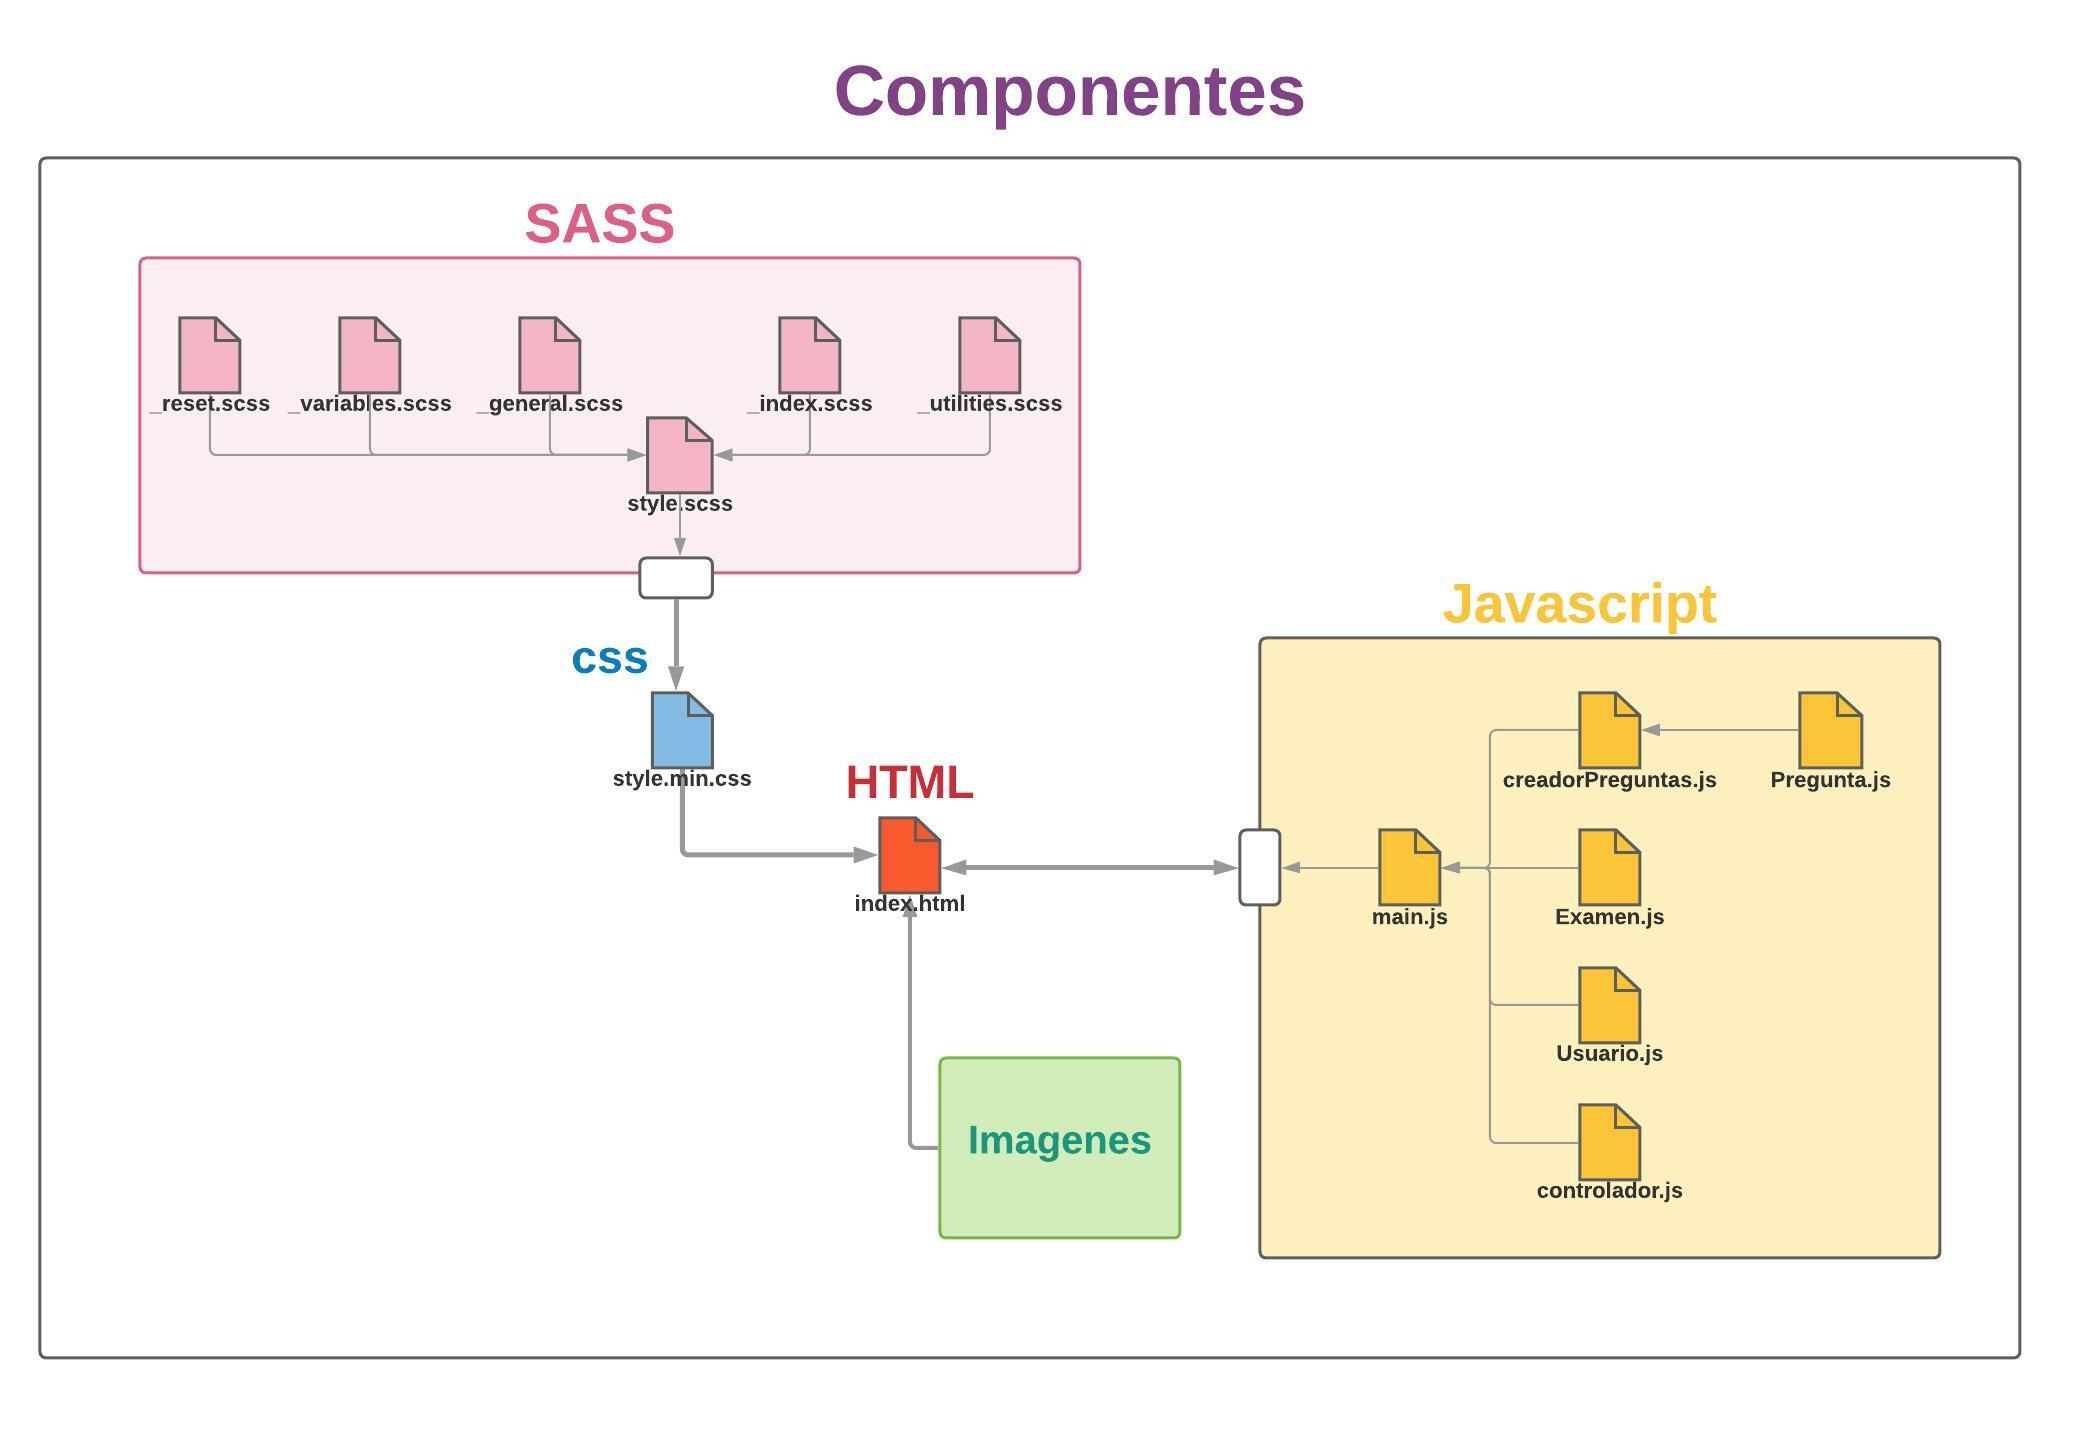 Componentes
SASS
_reset.scss
_variables.scss
_general.scss
_index.scss
_utilities.scss
style.scss
css
style.min.css
HTML
index.html
Imagenes
Javascript
creadorPreguntas.js
Pregunta.js
main.js
Examen.js
Usuario.js
controlador.js